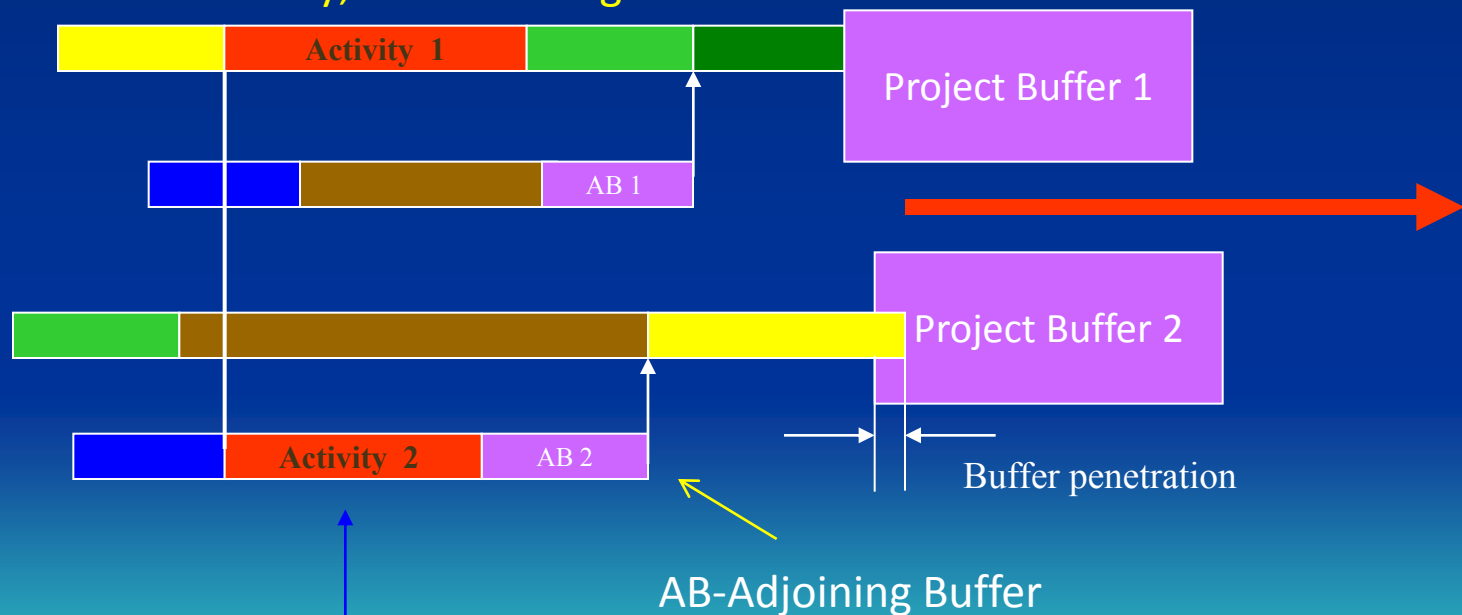 Activity 1
Project Buffer 1
AB 1
Project Buffer 2
Activity 2
AB 2
Buffer penetration
AB-Adjoining Buffer